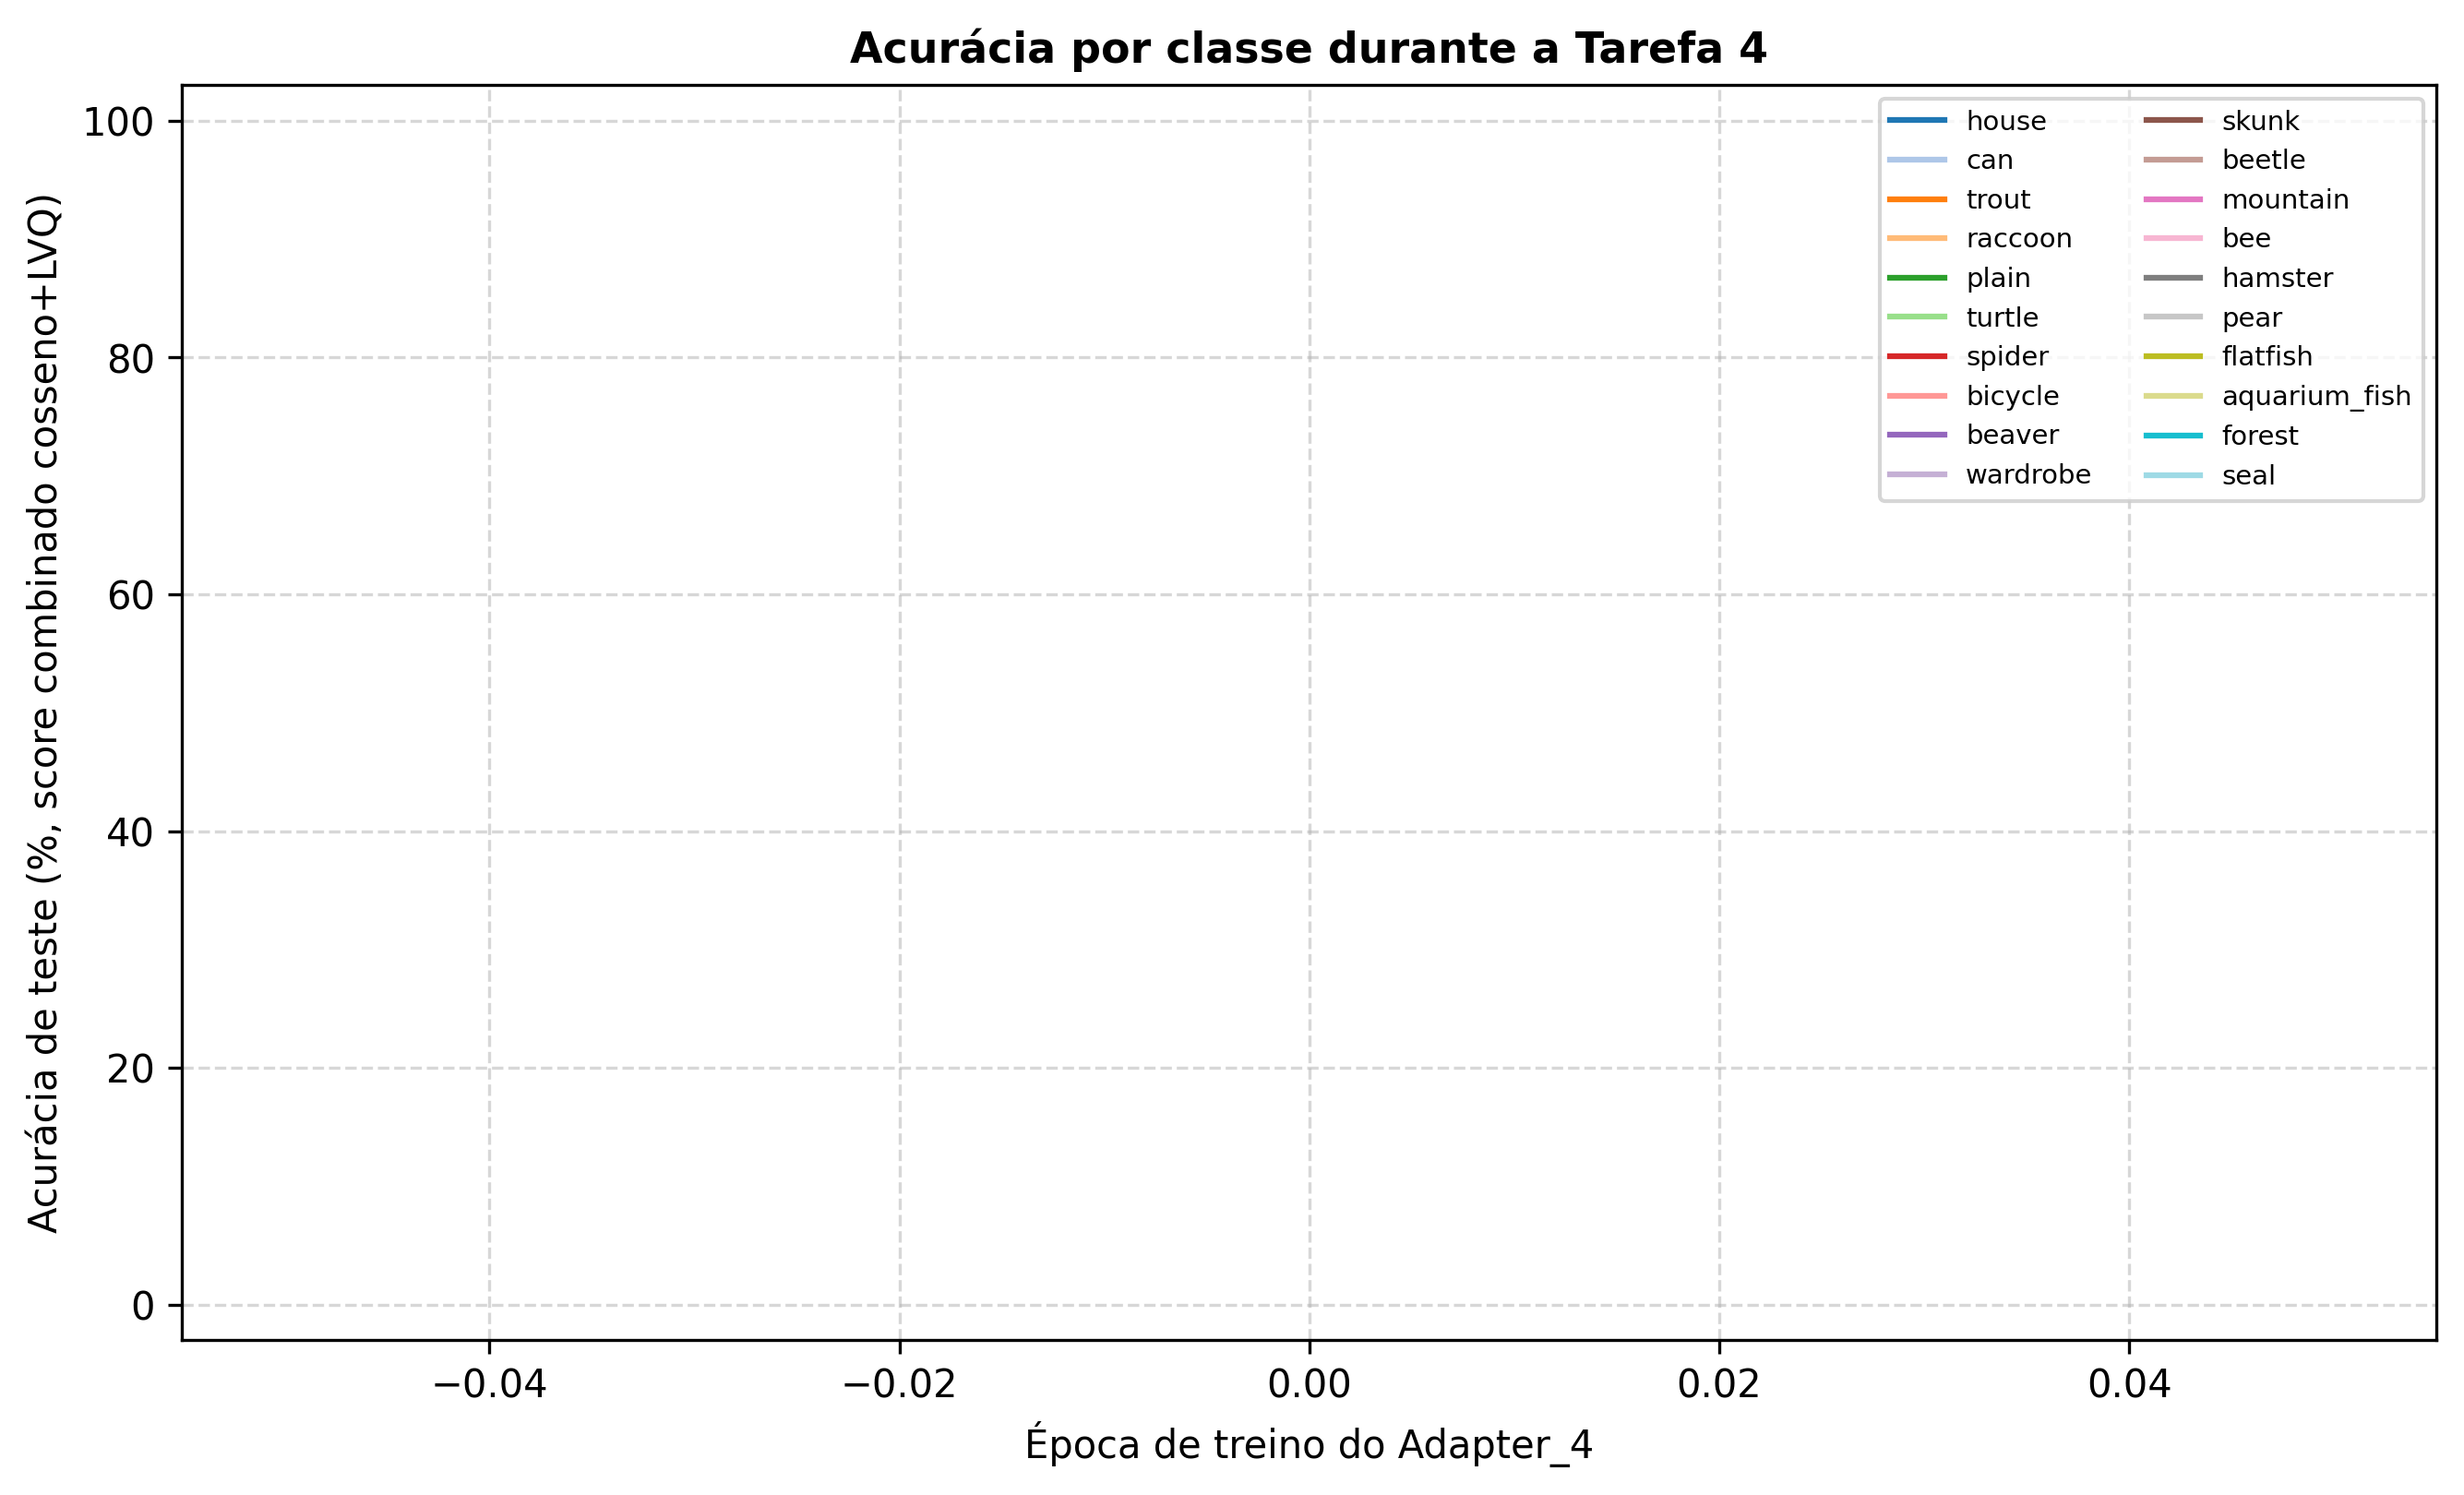 Acurácia por classe durante a Tarefa 4
Acurácia de teste (%, score combinado cosseno+LVQ)
100
80
60
40
20
0
house
can
trout
raccoon
plain
turtle
spider
bicycle
beaver
wardrobe
skunk
beetle
mountain
bee
hamster
pear
flatfish
aquarium_fish
forest
seal
−0.04
−0.02
0.00
0.02
0.04
Época de treino do Adapter_4